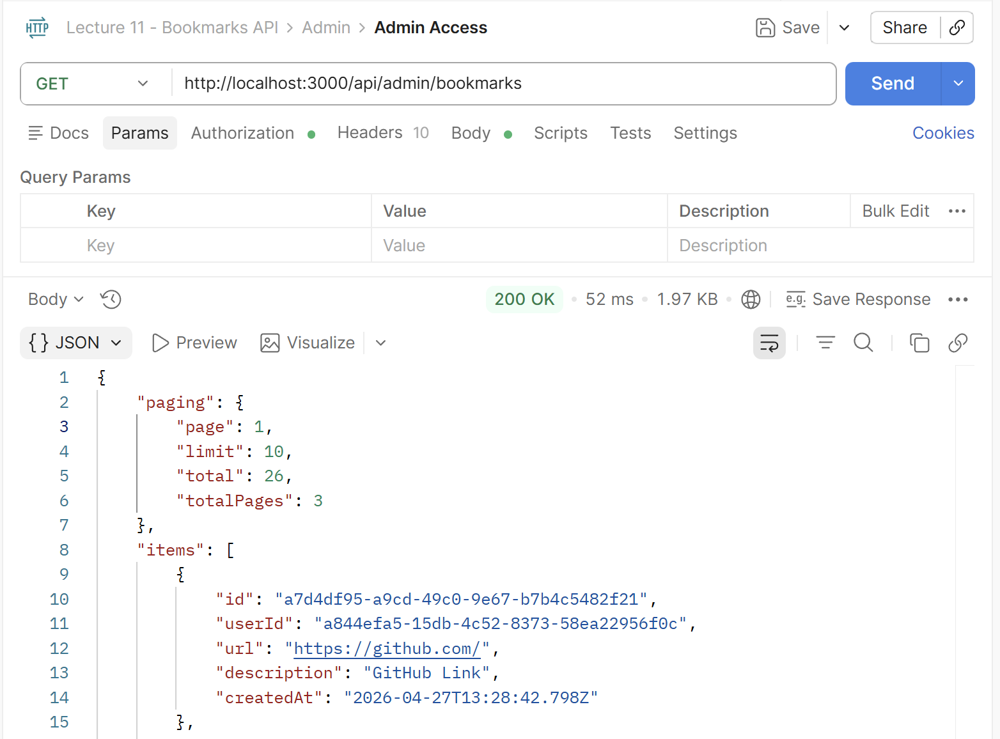 HTTP Lecture 11 - Bookmarks API > Admin > Admin Access Save Share
GET http://localhost:3000/api/admin/bookmarks Send
Docs Params Authorization Headers 10 Body Scripts Tests Settings Cookies
Query Params
Key Value Description Bulk Edit
Key Value Description
Body 200 OK 52 ms 1.97 KB e.g. Save Response
{} JSON Preview Visualize
1 {
2 "paging": {
3 "page": 1,
4 "limit": 10,
5 "total": 26,
6 "totalPages": 3
7 },
8 "items": [
9 {
10 "id": "a7d4df95-a9cd-49c0-9e67-b7b4c5482f21",
11 "userId": "a844efa5-15db-4c52-8373-58ea22956f0c",
12 "url": "https://github.com/",
13 "description": "GitHub Link",
14 "createdAt": "2026-04-27T13:28:42.798Z"
15 },